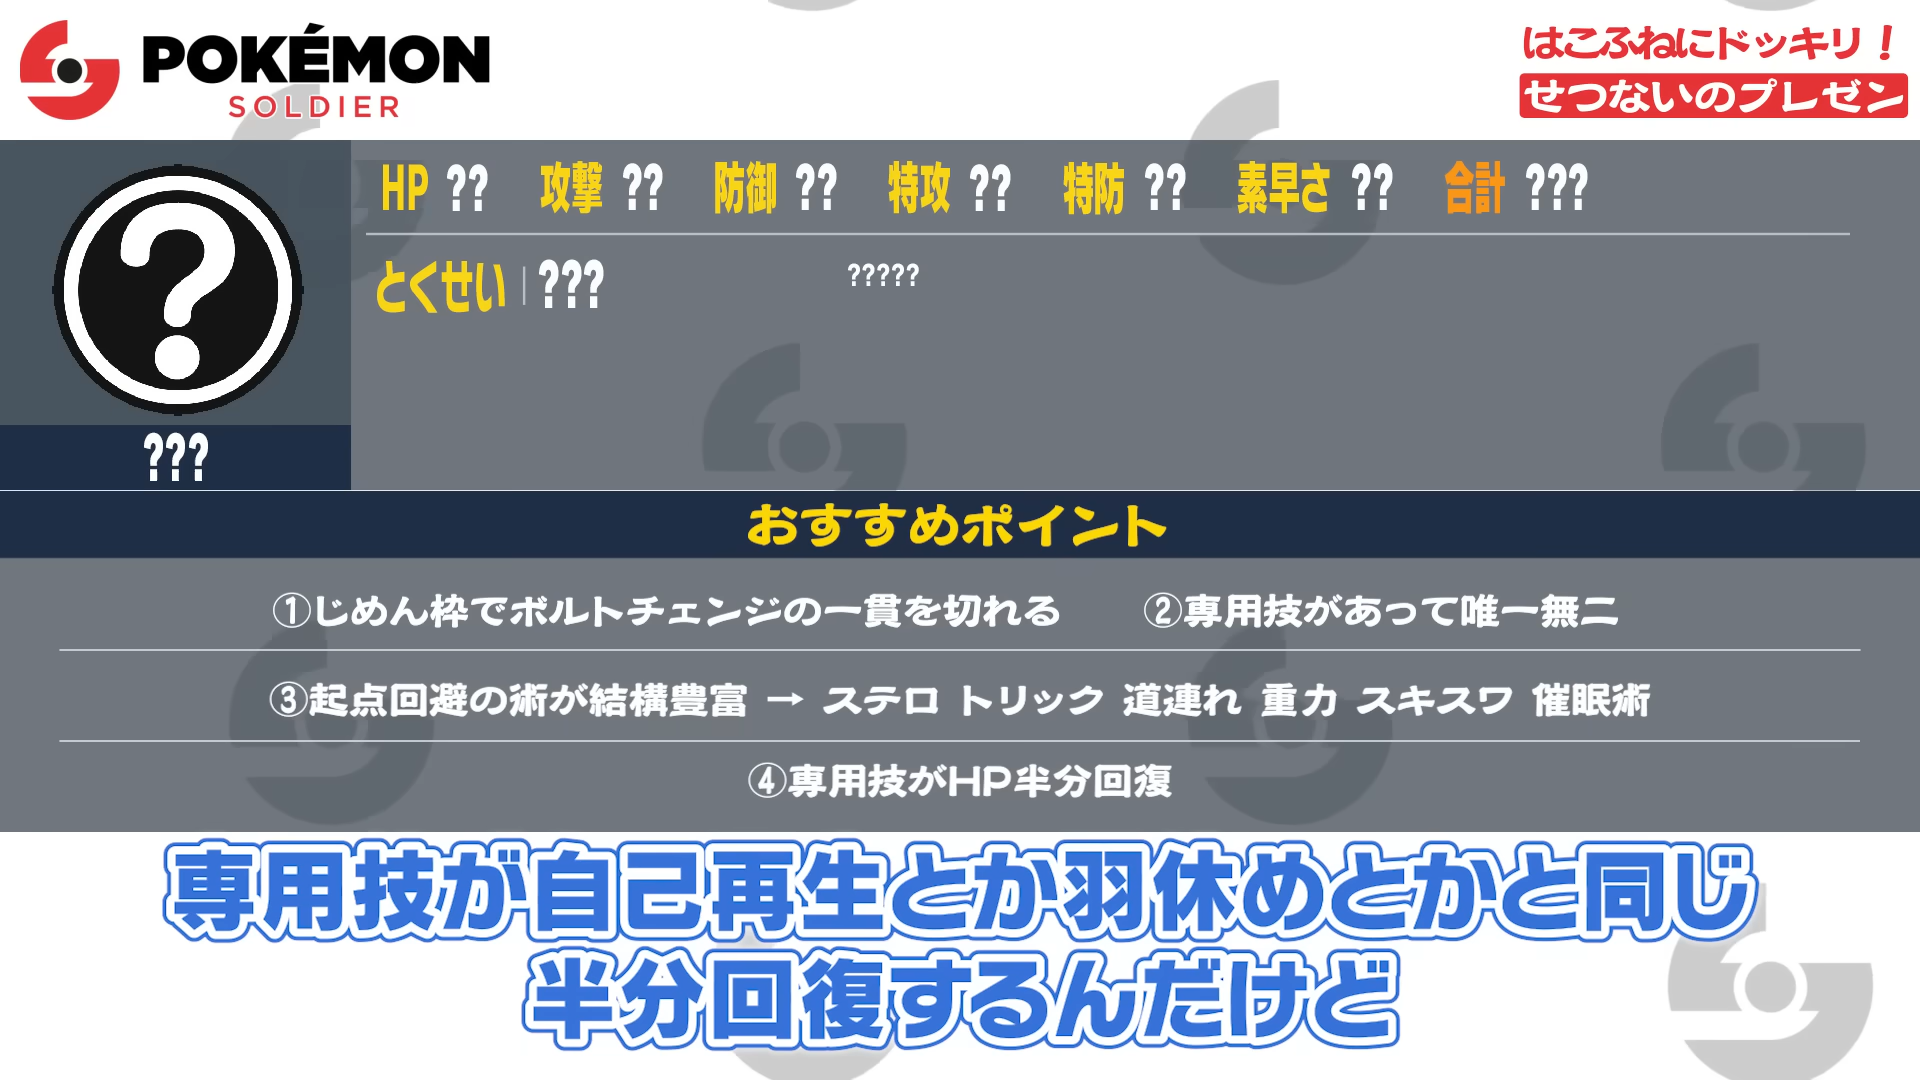 POKÉMON
SOLDIER
はこふねにドッキリ！
せつないのプレゼン
HP ?? 攻撃 ?? 防御 ?? 特攻 ?? 特防 ?? 素早さ ?? 合計 ???
とくせい ??? ?????
???
おすすめポイント
①じめん枠でボルトチェンジの一貫を切れる ②専用技があって唯一無二
③起点回避の術が結構豊富 → ステロ トリック 道連れ 重力 スキスワ 催眠術
④専用技がHP半分回復
専用技が自己再生とか羽休めとかと同じ
半分回復するんだけど